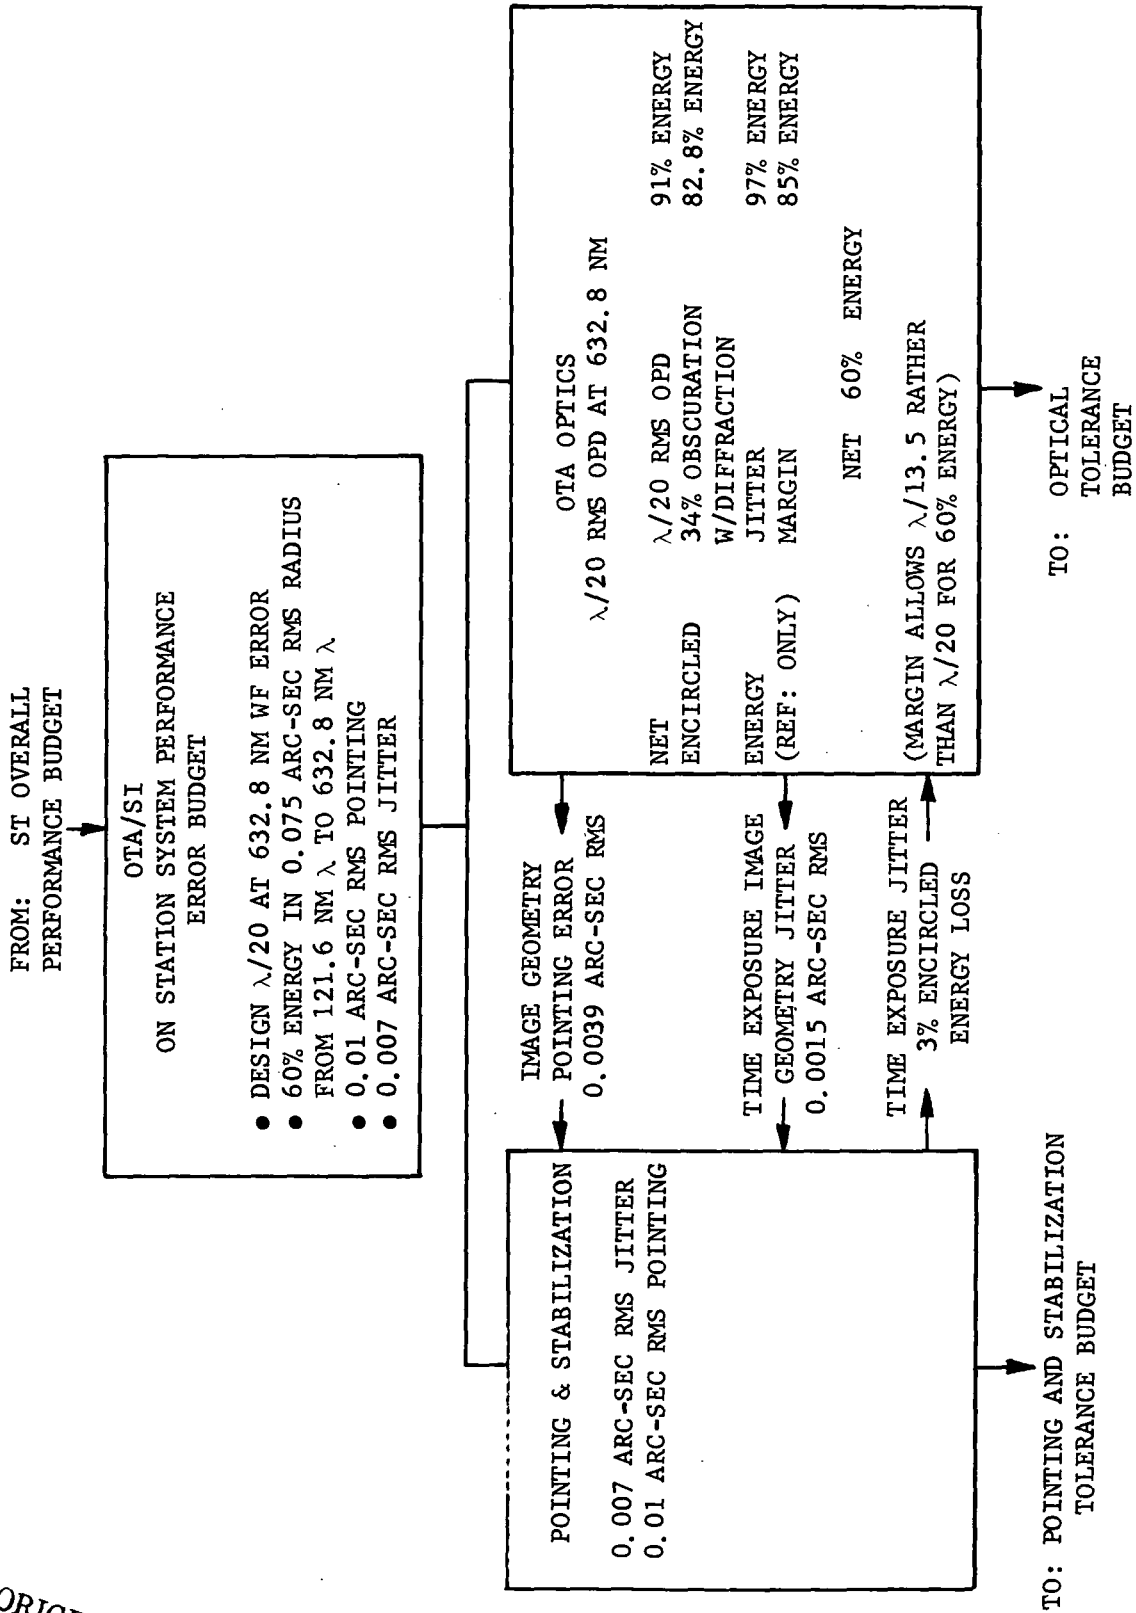 FROM: ST OVERALL
PERFORMANCE BUDGET
OTA/SI
ON STATION SYSTEM PERFORMANCE
ERROR BUDGET
● DESIGN λ/20 AT 632.8 NM WF ERROR
● 60% ENERGY IN 0.075 ARC-SEC RMS RADIUS
FROM 121.6 NM λ TO 632.8 NM λ
● 0.01 ARC-SEC RMS POINTING
● 0.007 ARC-SEC RMS JITTER
POINTING & STABILIZATION
0.007 ARC-SEC RMS JITTER
0.01 ARC-SEC RMS POINTING
TO: POINTING AND STABILIZATION
TOLERANCE BUDGET
IMAGE GEOMETRY
POINTING ERROR
0.0039 ARC-SEC RMS
TIME EXPOSURE IMAGE
GEOMETRY JITTER
0.0015 ARC-SEC RMS
TIME EXPOSURE JITTER
3% ENCIRCLED
ENERGY LOSS
OTA OPTICS
λ/20 RMS OPD AT 632.8 NM
NET λ/20 RMS OPD 91% ENERGY
ENCIRCLED 34% OBSCURATION 82.8% ENERGY
W/DIFFRACTION
ENERGY JITTER 97% ENERGY
(REF: ONLY) MARGIN 85% ENERGY
NET 60% ENERGY
(MARGIN ALLOWS λ/13.5 RATHER
THAN λ/20 FOR 60% ENERGY)
TO: OPTICAL
TOLERANCE
BUDGET